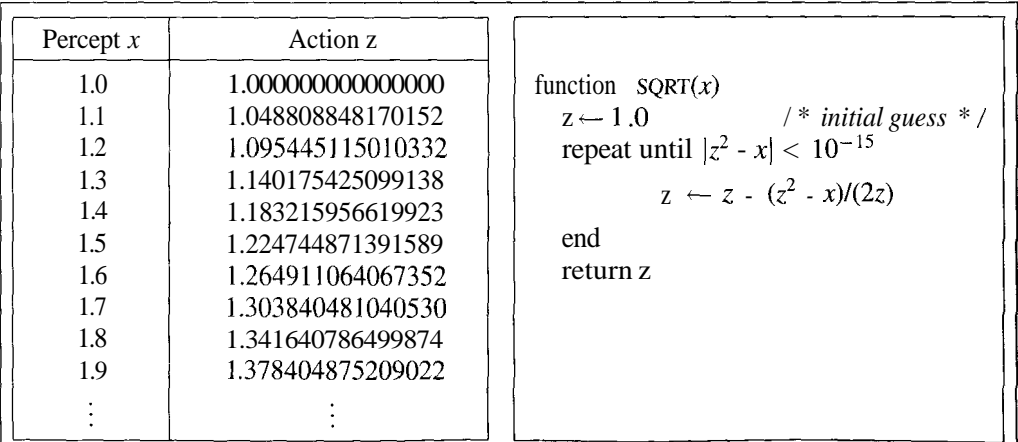 Percept x Action z
1.0 1.000000000000000
1.1 1.048808848170152
1.2 1.095445115010332
1.3 1.140175425099138
1.4 1.183215956619923
1.5 1.224744871391589
1.6 1.264911064067352
1.7 1.303840481040530
1.8 1.341640786499874
1.9 1.378404875209022
⋮ ⋮
function SQRT(x)
z ← 1.0 /* initial guess */
repeat until |z² - x| < 10⁻¹⁵
z ← z - (z² - x)/(2z)
end
return z